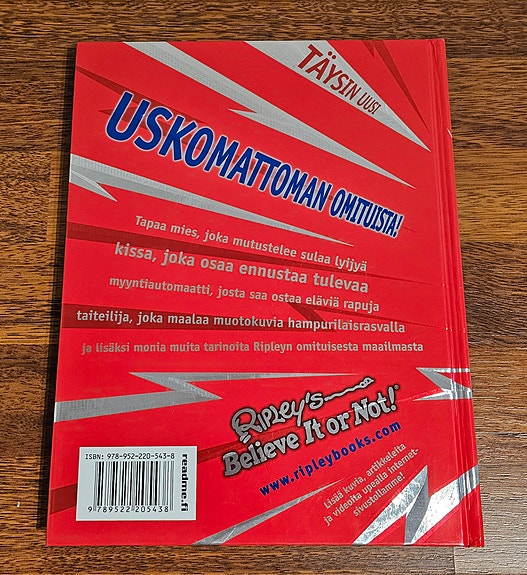 TÄYSIN UUSI
USKOMATTOMAN OMITUISTA!
Tapaa mies, joka mutustelee sulaa lyijyä
kissa, joka osaa ennustaa tulevaa
myyntiautomaatti, josta saa ostaa eläviä rapuja
taiteilija, joka maalaa muotokuvia hampurilaisrasvalla
ja lisäksi monia muita tarinoita Ripleyn omituisesta maailmasta
Ripley's
Believe It or Not!®
www.ripleybooks.com
Lisää kuvia, artikkeleita
ja videoita upealla internet-
sivustollamme!
ISBN: 978-952-220-543-8
9 789522 205438
readme.fi